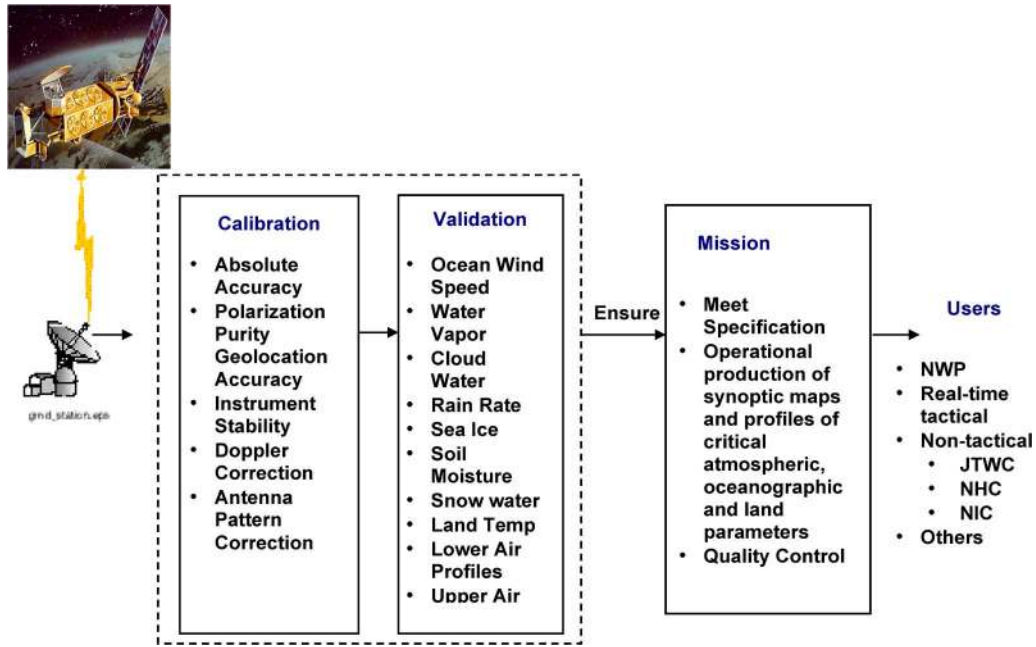 grnd_station.eps
Calibration
• Absolute
Accuracy
• Polarization
Purity
Geolocation
Accuracy
• Instrument
Stability
• Doppler
Correction
• Antenna
Pattern
Correction
Validation
• Ocean Wind
Speed
• Water
Vapor
• Cloud
Water
• Rain Rate
• Sea Ice
• Soil
Moisture
• Snow water
• Land Temp
• Lower Air
Profiles
• Upper Air
Ensure
Mission
• Meet
Specification
• Operational
production of
synoptic maps
and profiles of
critical
atmospheric,
oceanographic
and land
parameters
• Quality Control
Users
• NWP
• Real-time
tactical
• Non-tactical
• JTWC
• NHC
• NIC
• Others